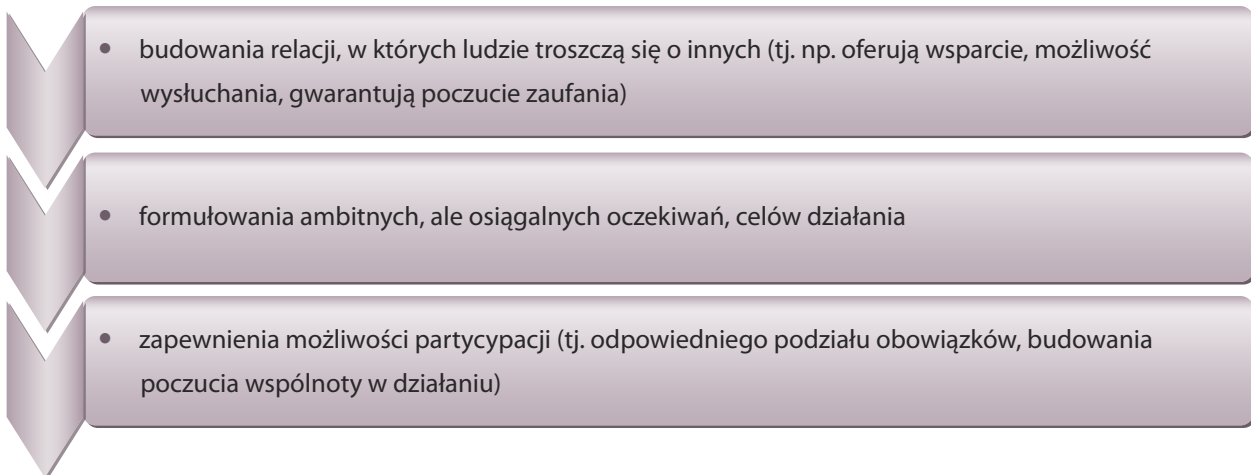 • budowania relacji, w których ludzie troszczą się o innych (tj. np. oferują wsparcie, możliwość
wysłuchania, gwarantują poczucie zaufania)
• formułowania ambitnych, ale osiągalnych oczekiwań, celów działania
• zapewnienia możliwości partycypacji (tj. odpowiedniego podziału obowiązków, budowania
poczucia wspólnoty w działaniu)